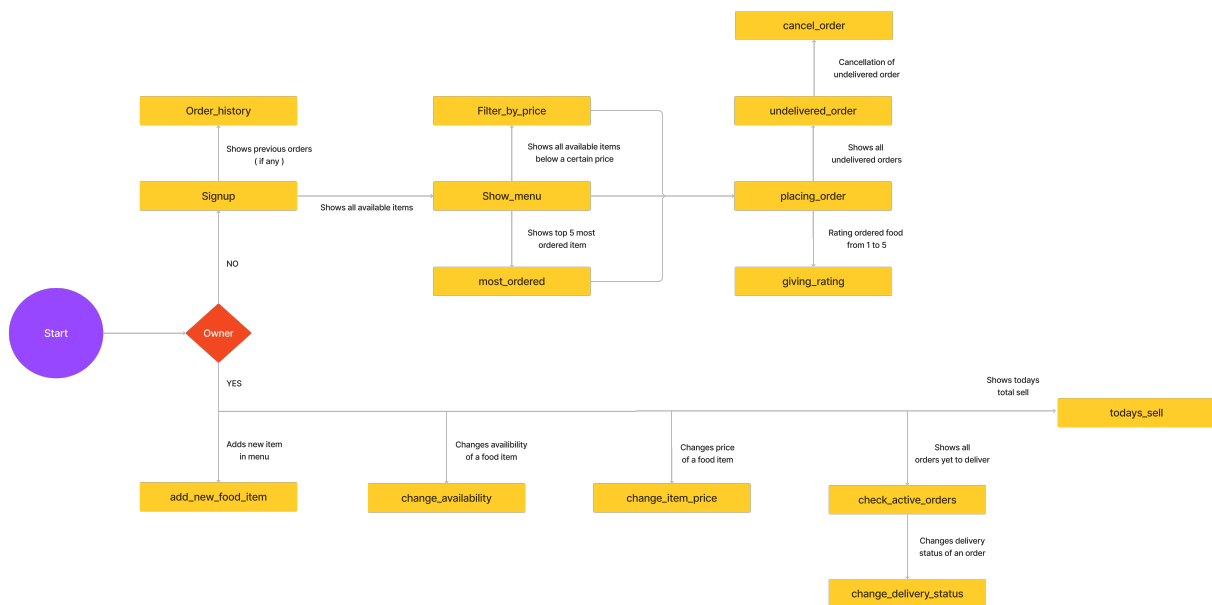 cancel_order
Cancellation of
undelivered order
Order_history
Filter_by_price
undelivered_order
Shows previous orders
( if any )
Shows all available items
below a certain price
Shows all
undelivered orders
Signup
Shows all available items
Show_menu
placing_order
Shows top 5 most
ordered item
Rating ordered food
from 1 to 5
NO
most_ordered
giving_rating
Start
Owner
YES
Shows todays
total sell
todays_sell
Adds new item
in menu
Changes availibility
of a food item
Changes price
of a food item
Shows all
orders yet to deliver
add_new_food_item
change_availability
change_item_price
check_active_orders
Changes delivery
status of an order
change_delivery_status